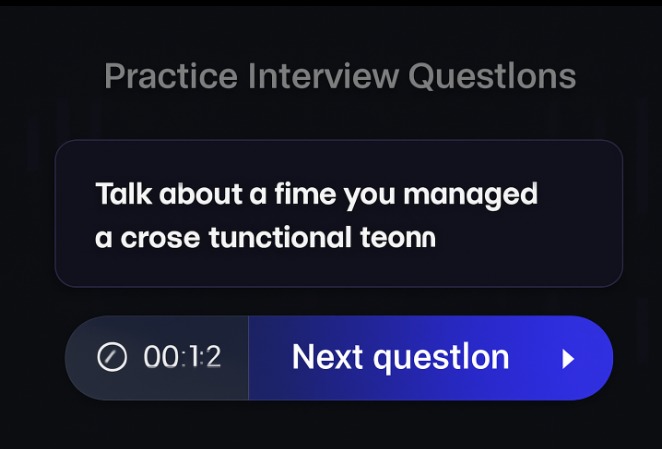 Practice Interview Questlons
Talk about a fime you managed
a crose tunctional teonn
00:1:2
Next questlon